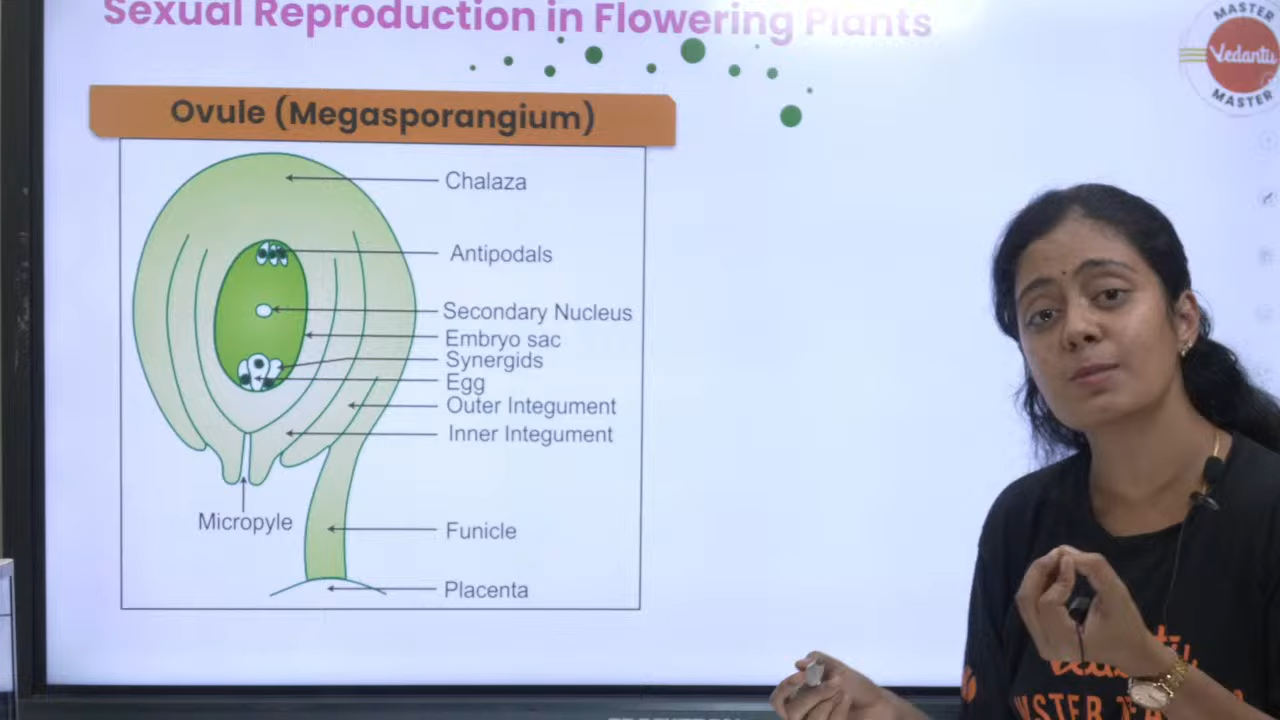 Sexual Reproduction in Flowering Plants
MASTER
Vedantu
MASTER
Ovule (Megasporangium)
Chalaza
Antipodals
Secondary Nucleus
Embryo sac
Synergids
Egg
Outer Integument
Inner Integument
Micropyle
Funicle
Placenta